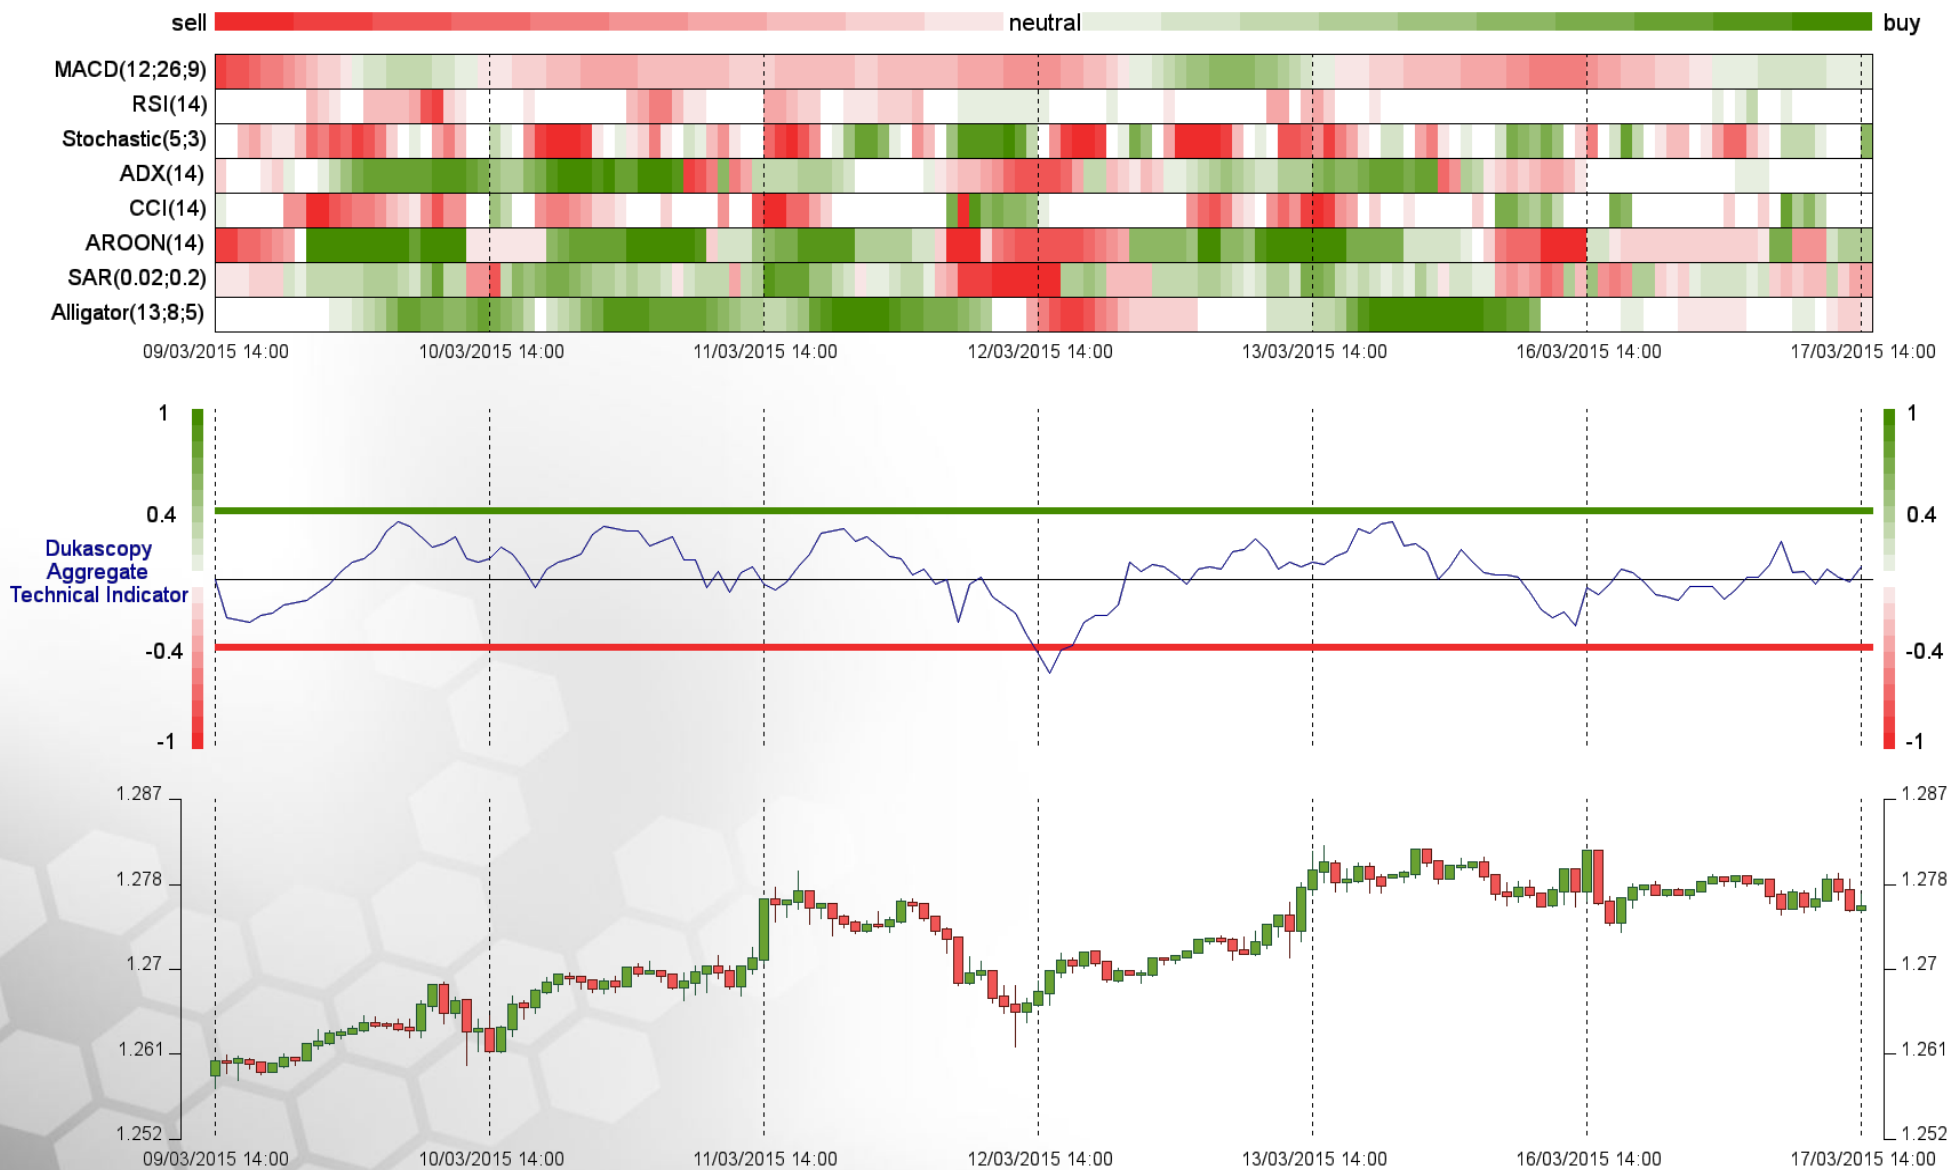 sell neutral buy
MACD(12;26;9)
RSI(14)
Stochastic(5;3)
ADX(14)
CCI(14)
AROON(14)
SAR(0.02;0.2)
Alligator(13;8;5)
09/03/2015 14:00 10/03/2015 14:00 11/03/2015 14:00 12/03/2015 14:00 13/03/2015 14:00 16/03/2015 14:00 17/03/2015 14:00
1 1
0.4 0.4
Dukascopy
Aggregate
Technical Indicator
-0.4 -0.4
-1 -1
1.287 1.287
1.278 1.278
1.27 1.27
1.261 1.261
1.252 1.252
09/03/2015 14:00 10/03/2015 14:00 11/03/2015 14:00 12/03/2015 14:00 13/03/2015 14:00 16/03/2015 14:00 17/03/2015 14:00